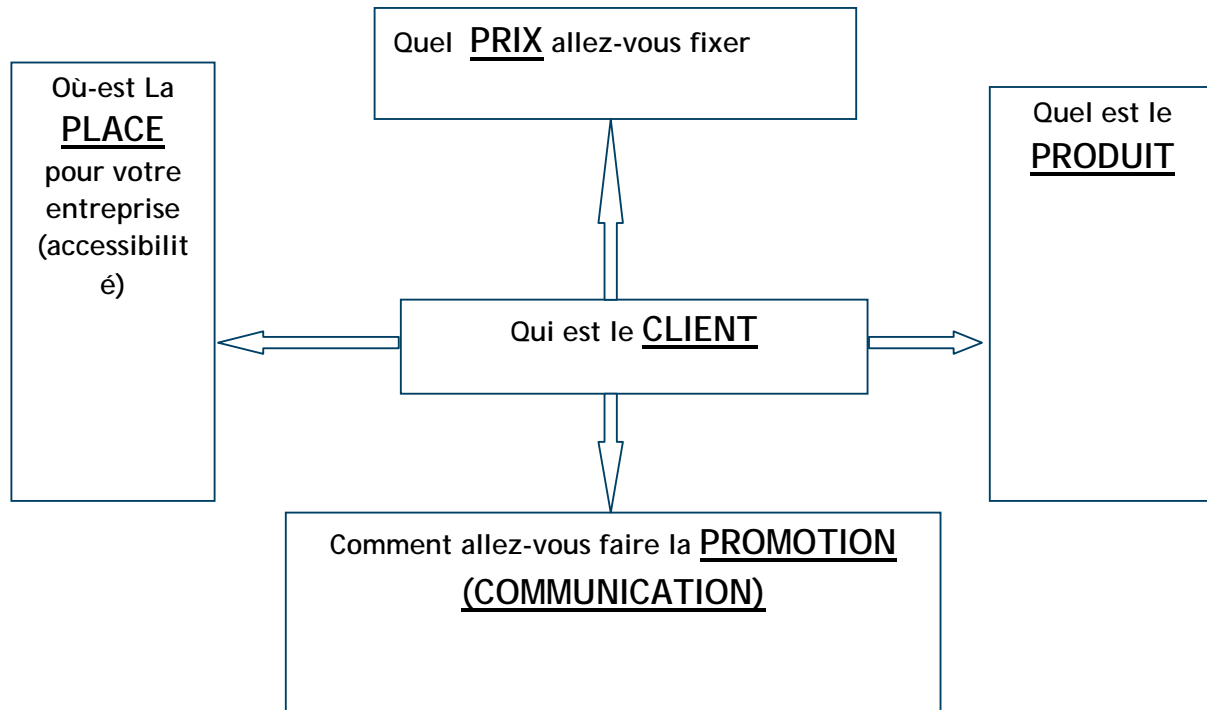 Quel PRIX allez-vous fixer
Où-est La
PLACE
pour votre
entreprise
(accessibilit
é)
Quel est le
PRODUIT
Qui est le CLIENT
Comment allez-vous faire la PROMOTION
(COMMUNICATION)